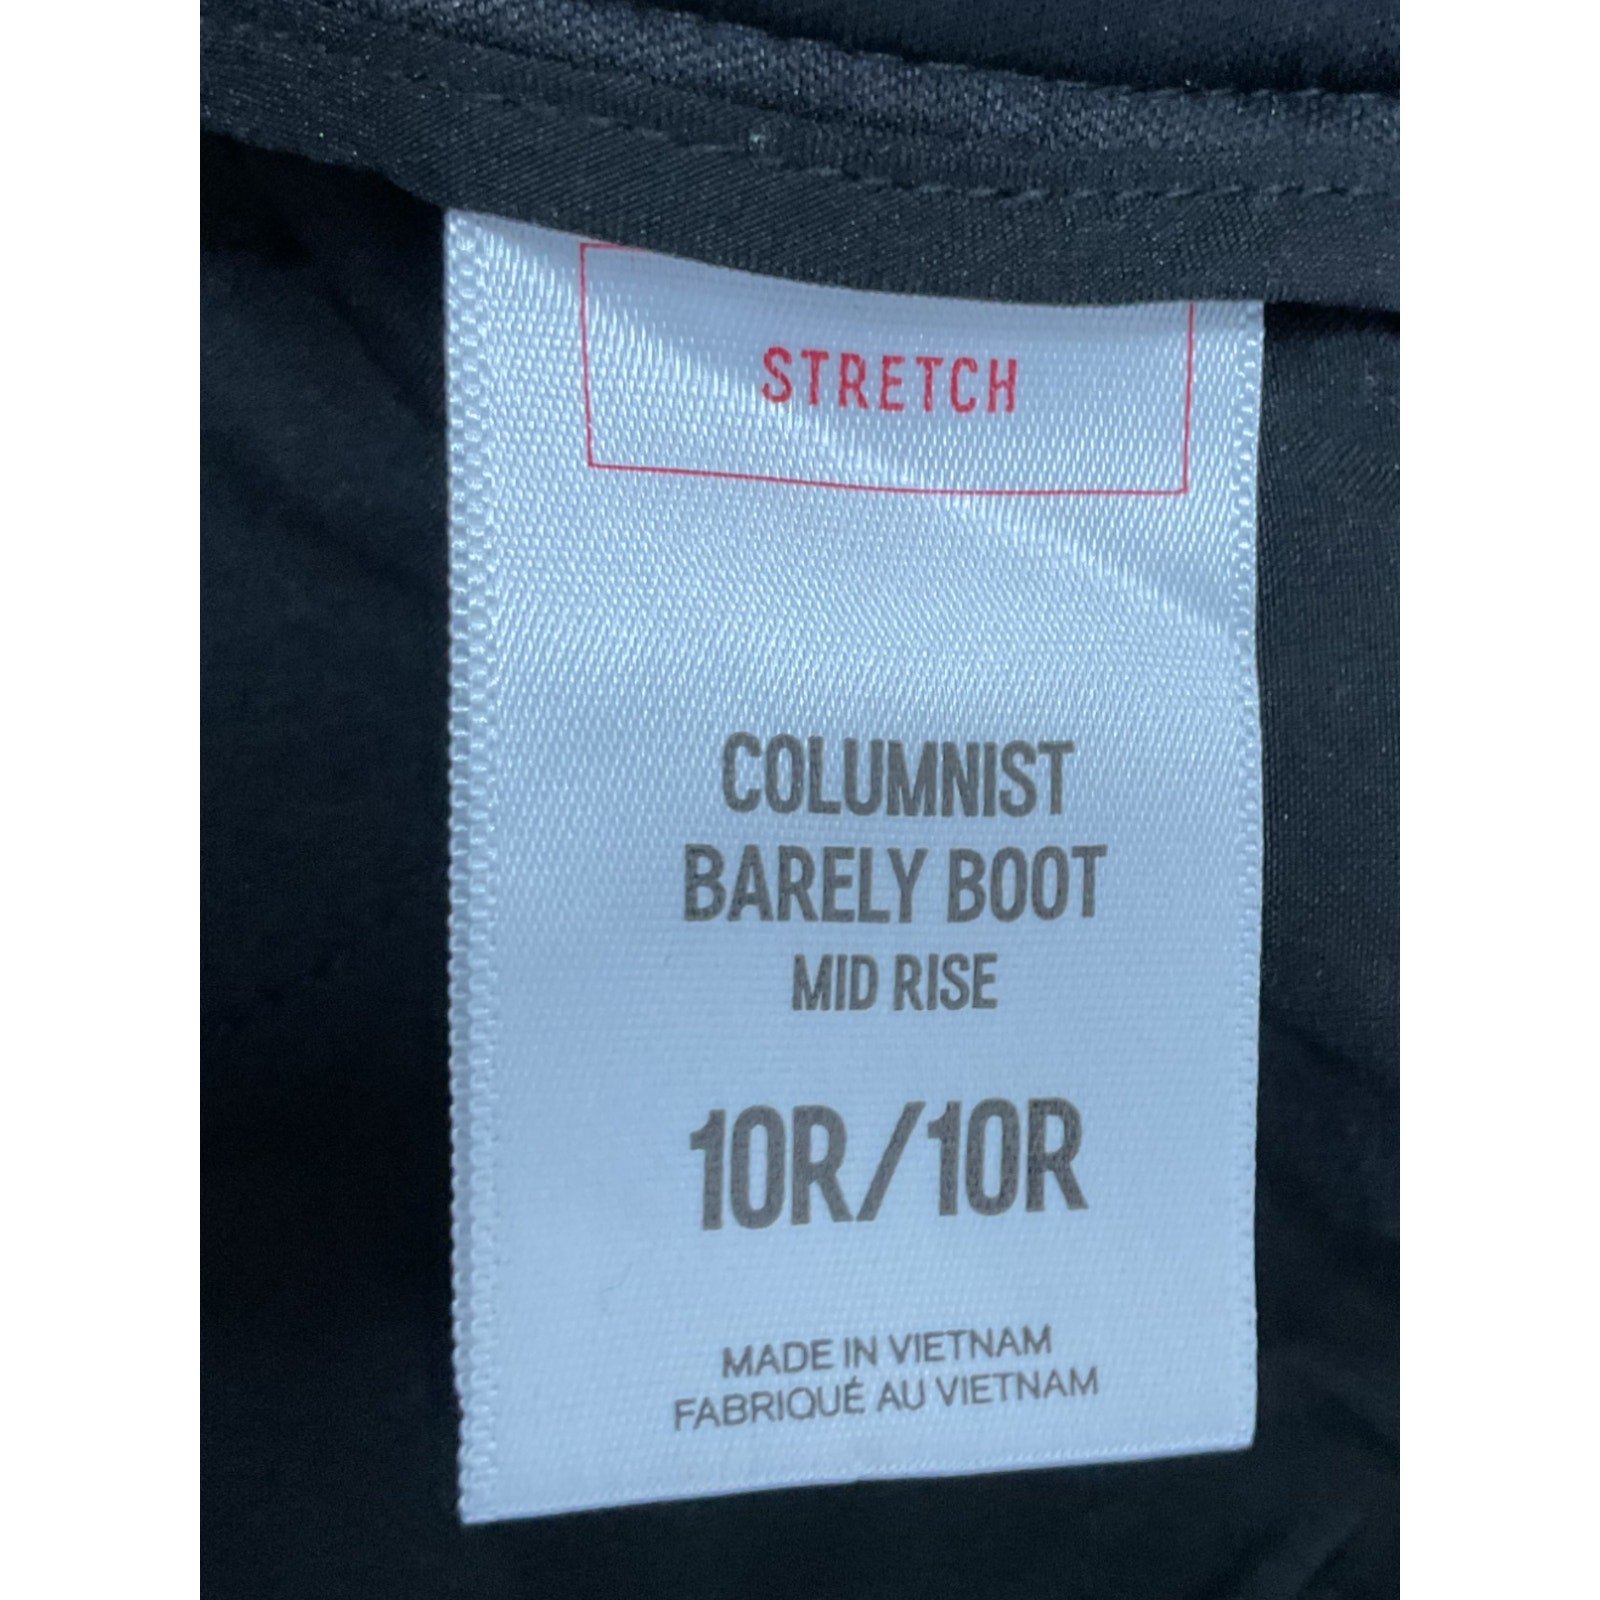 STRETCH
COLUMNIST
BARELY BOOT
MID RISE
10R/10R
MADE IN VIETNAM
FABRIQUÉ AU VIETNAM